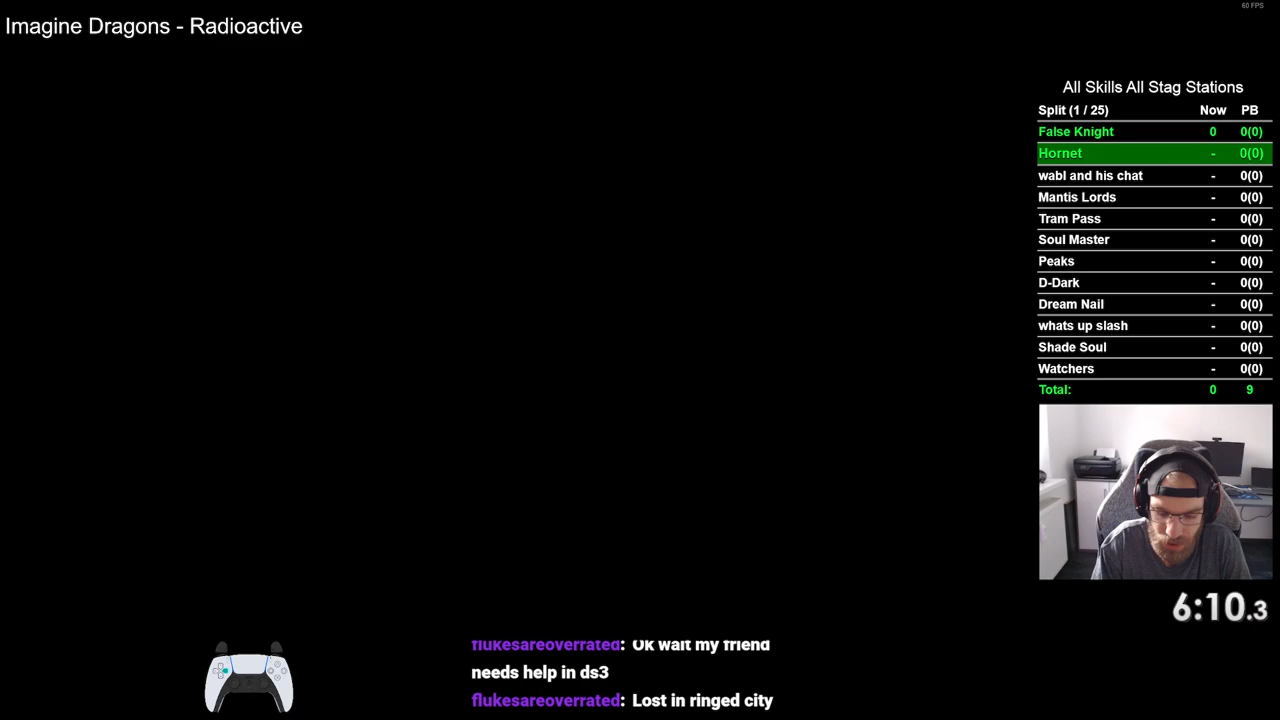 60 FPS
Imagine Dragons - Radioactive
All Skills All Stag Stations
Split (1 / 25) Now PB
False Knight 0 0(0)
Hornet - 0(0)
wabl and his chat - 0(0)
Mantis Lords - 0(0)
Tram Pass - 0(0)
Soul Master - 0(0)
Peaks - 0(0)
D-Dark - 0(0)
Dream Nail - 0(0)
whats up slash - 0(0)
Shade Soul - 0(0)
Watchers - 0(0)
Total: 0 9
6:10.3
flukesareoverrated: Ok wait my friend
needs help in ds3
flukesareoverrated: Lost in ringed city